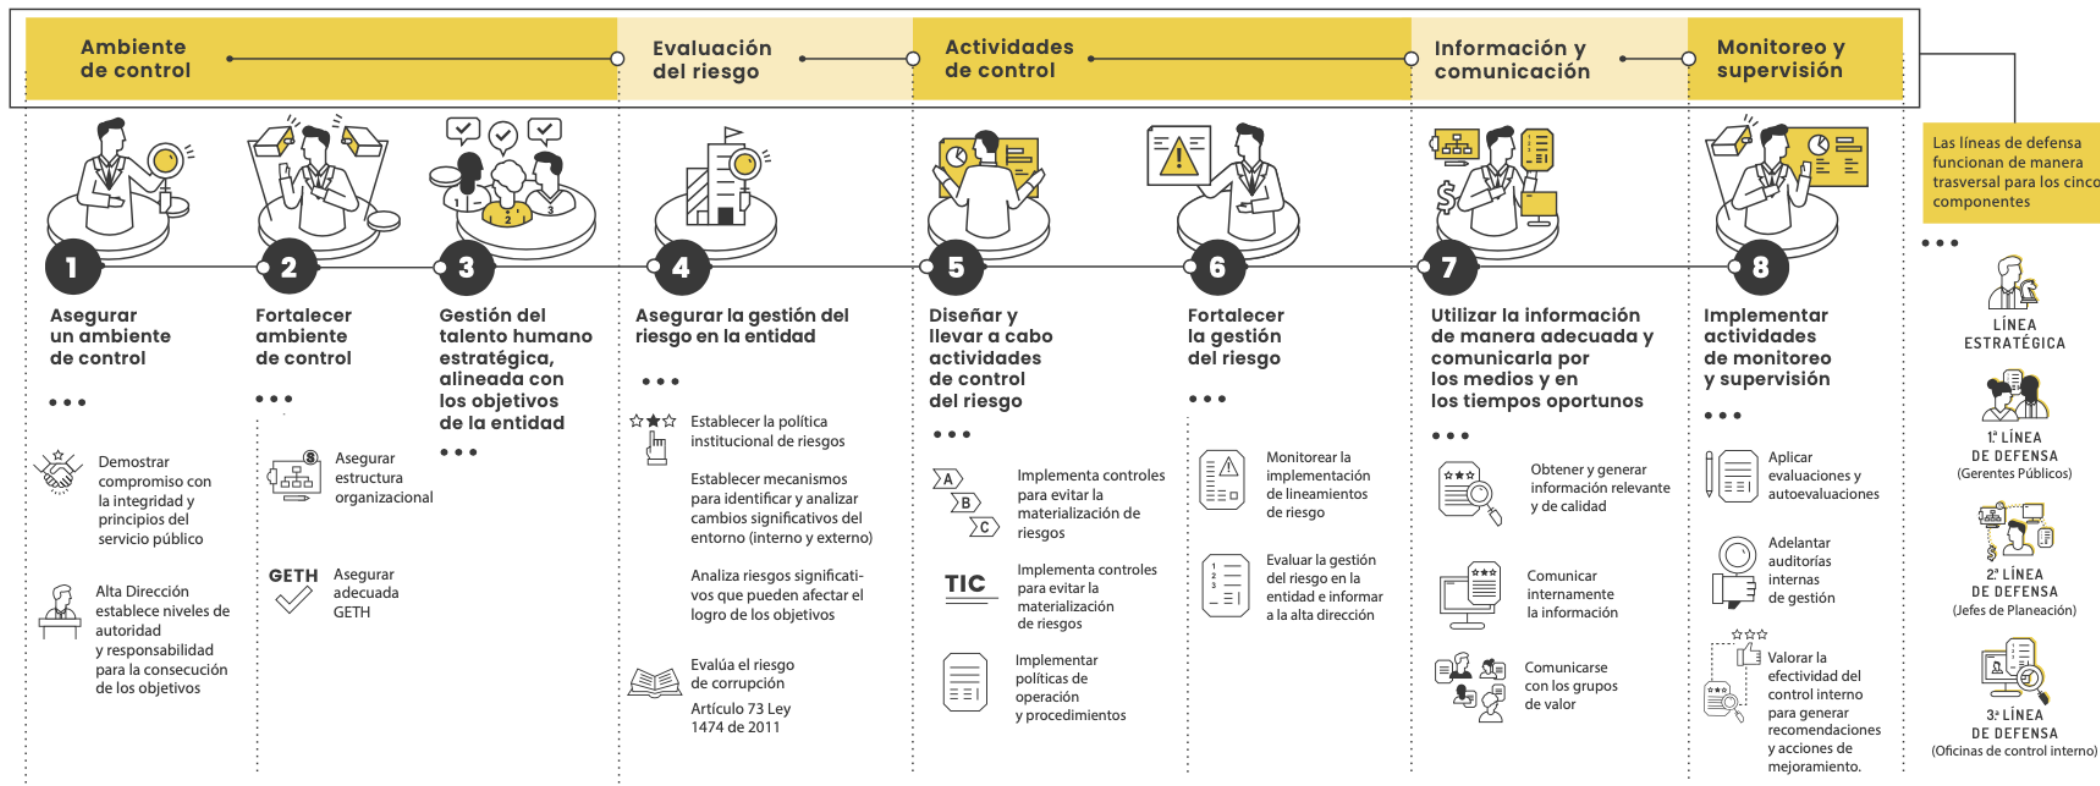 Ambiente
de control
Evaluación
del riesgo
Actividades
de control
Información y
comunicación
Monitoreo y
supervisión
Las líneas de defensa
funcionan de manera
trasversal para los cinco
componentes
1
Asegurar
un ambiente
de control
Demostrar
compromiso con
la integridad y
principios del
servicio público
Alta Dirección
establece niveles de
autoridad
y responsabilidad
para la consecución
de los objetivos
2
Fortalecer
ambiente
de control
Asegurar
estructura
organizacional
GETH
Asegurar
adecuada
GETH
1
2
3
3
Gestión del
talento humano
estratégica,
alineada con
los objetivos
de la entidad
4
Asegurar la gestión del
riesgo en la entidad
Establecer la política
institucional de riesgos
Establecer mecanismos
para identificar y analizar
cambios significativos del
entorno (interno y externo)
Analiza riesgos significati-
vos que pueden afectar el
logro de los objetivos
Evalúa el riesgo
de corrupción
Artículo 73 Ley
1474 de 2011
5
Diseñar y
llevar a cabo
actividades
de control
del riesgo
A
B
C
Implementa controles
para evitar la
materialización de
riesgos
TIC
Implementa controles
para evitar la
materialización
de riesgos
Implementar
políticas de
operación
y procedimientos
6
Fortalecer
la gestión
del riesgo
Monitorear la
implementación
de lineamientos
de riesgo
1
2
3
Evaluar la gestión
del riesgo en la
entidad e informar
a la alta dirección
$
7
Utilizar la información
de manera adecuada y
comunicarla por
los medios y en
los tiempos oportunos
Obtener y generar
información relevante
y de calidad
Comunicar
internamente
la información
Comunicarse
con los grupos
de valor
8
Implementar
actividades
de monitoreo
y supervisión
Aplicar
evaluaciones y
autoevaluaciones
Adelantar
auditorías
internas
de gestión
Valorar la
efectividad del
control interno
para generar
recomendaciones
y acciones de
mejoramiento.
LÍNEA
ESTRATÉGICA
1.ª LÍNEA
DE DEFENSA
(Gerentes Públicos)
$
2.ª LÍNEA
DE DEFENSA
(Jefes de Planeación)
3.ª LÍNEA
DE DEFENSA
(Oficinas de control interno)